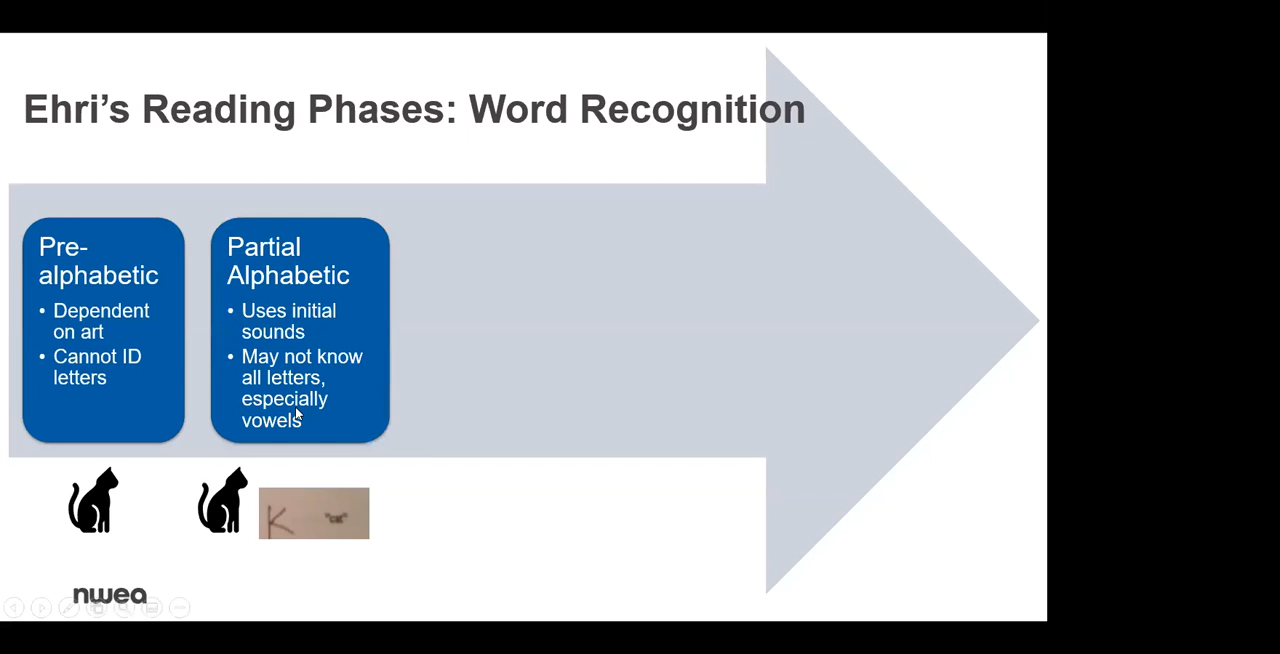 Ehri's Reading Phases: Word Recognition
Pre-
alphabetic
• Dependent
on art
• Cannot ID
letters
Partial
Alphabetic
• Uses initial
sounds
• May not know
all letters,
especially
vowels
K "cat"
nwea